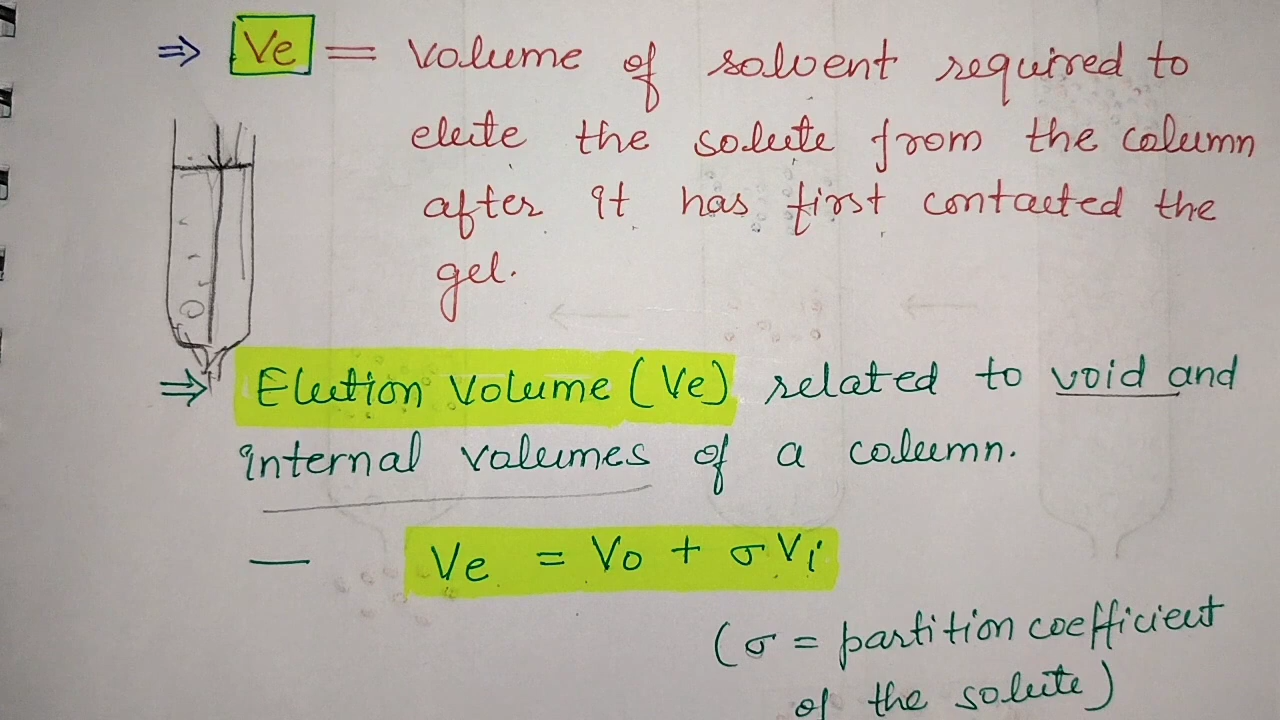 ⇒ Ve = Volume of solvent required to
elute the solute from the column
after it has first contacted the
gel.
⇒ Elution Volume (Ve) related to void and
internal volumes of a column.
— Ve = Vo + σVi
(σ = partition coefficient
of the solute)